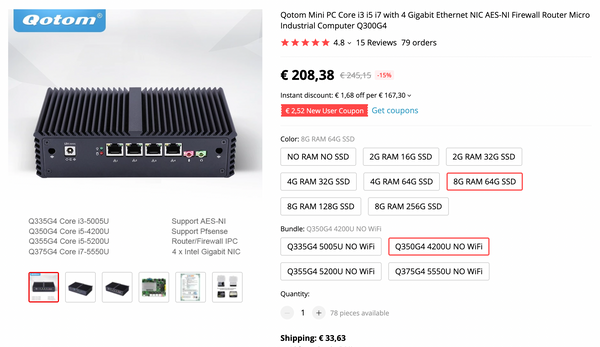 Qotom®
Q335G4 Core i3-5005U Support AES-NI
Q350G4 Core i5-4200U Support Pfsense
Q355G4 Core i5-5200U Router/Firewall IPC
Q375G4 Core i7-5550U 4 x Intel Gigabit NIC
Qotom Mini PC Core i3 i5 i7 with 4 Gigabit Ethernet NIC AES-NI Firewall Router Micro
Industrial Computer Q300G4
4.8 15 Reviews 79 orders
€ 208,38 € 245,15 -15%
Instant discount: € 1,68 off per € 167,30
€ 2,52 New User Coupon Get coupons
Color: 8G RAM 64G SSD
NO RAM NO SSD 2G RAM 16G SSD 2G RAM 32G SSD
4G RAM 32G SSD 4G RAM 64G SSD 8G RAM 64G SSD
8G RAM 128G SSD 8G RAM 256G SSD
Bundle: Q350G4 4200U NO WiFi
Q335G4 5005U NO WiFi Q350G4 4200U NO WiFi
Q355G4 5200U NO WiFi Q375G4 5550U NO WiFi
Quantity:
− 1 + 78 pieces available
Shipping: € 33,63